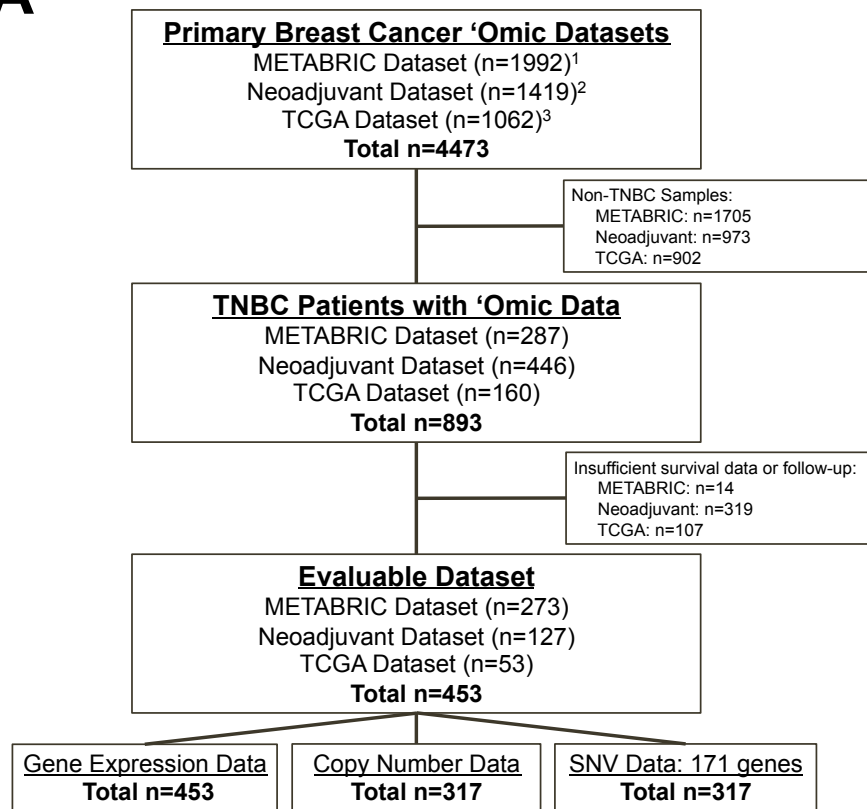 A
Primary Breast Cancer ‘Omic Datasets
METABRIC Dataset (n=1992)¹
Neoadjuvant Dataset (n=1419)²
TCGA Dataset (n=1062)³
Total n=4473
Non-TNBC Samples:
METABRIC: n=1705
Neoadjuvant: n=973
TCGA: n=902
TNBC Patients with ‘Omic Data
METABRIC Dataset (n=287)
Neoadjuvant Dataset (n=446)
TCGA Dataset (n=160)
Total n=893
Insufficient survival data or follow-up:
METABRIC: n=14
Neoadjuvant: n=319
TCGA: n=107
Evaluable Dataset
METABRIC Dataset (n=273)
Neoadjuvant Dataset (n=127)
TCGA Dataset (n=53)
Total n=453
Gene Expression Data
Total n=453
Copy Number Data
Total n=317
SNV Data: 171 genes
Total n=317